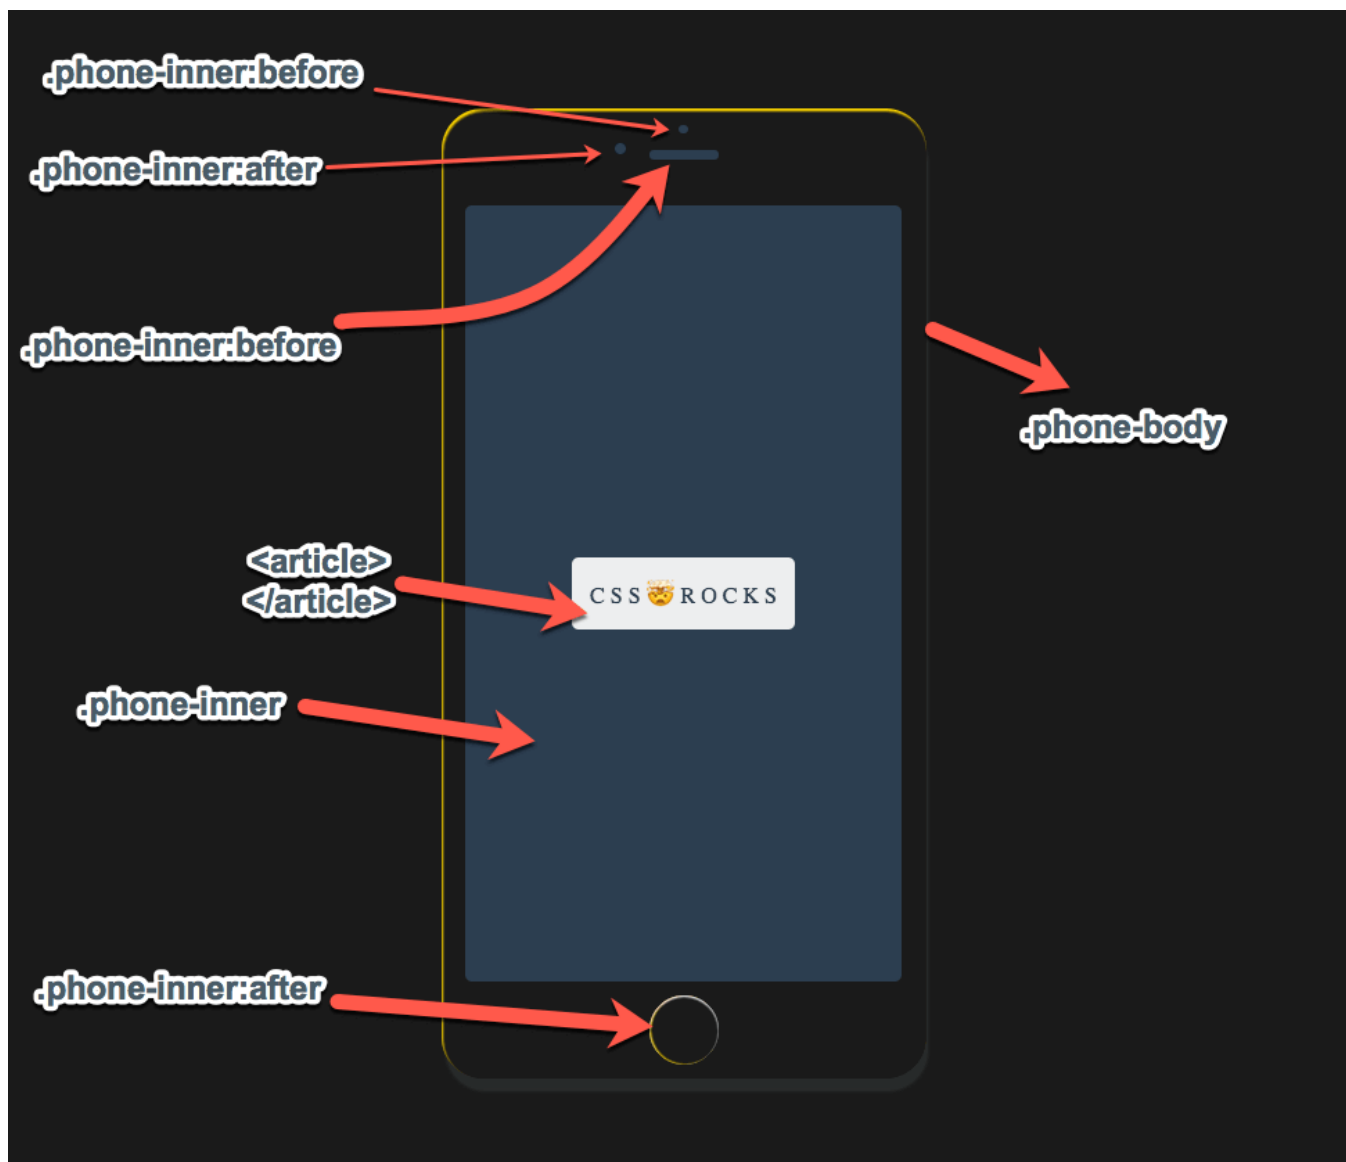 .phone-inner:before
.phone-inner:after
.phone-inner:before
.phone-body
<article>
</article>
CSS🤯ROCKS
.phone-inner
.phone-inner:after